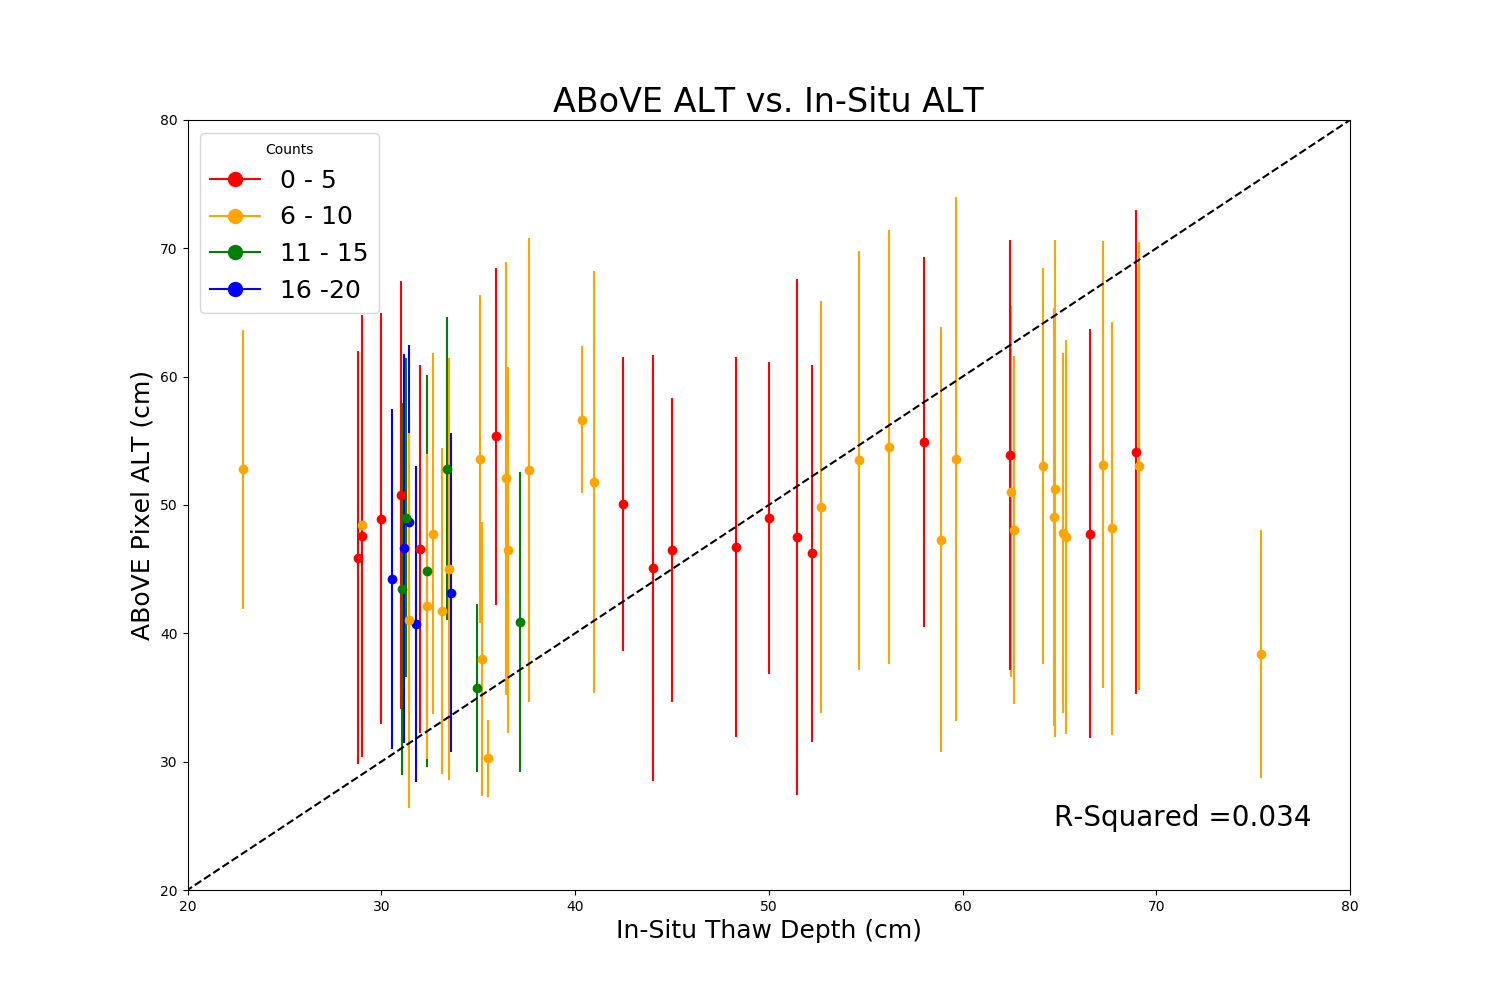 ABoVE ALT vs. In-Situ ALT
80
70
60
50
40
30
20
ABoVE Pixel ALT (cm)
Counts
0 - 5
6 - 10
11 - 15
16 -20
R-Squared =0.034
20 30 40 50 60 70 80
In-Situ Thaw Depth (cm)